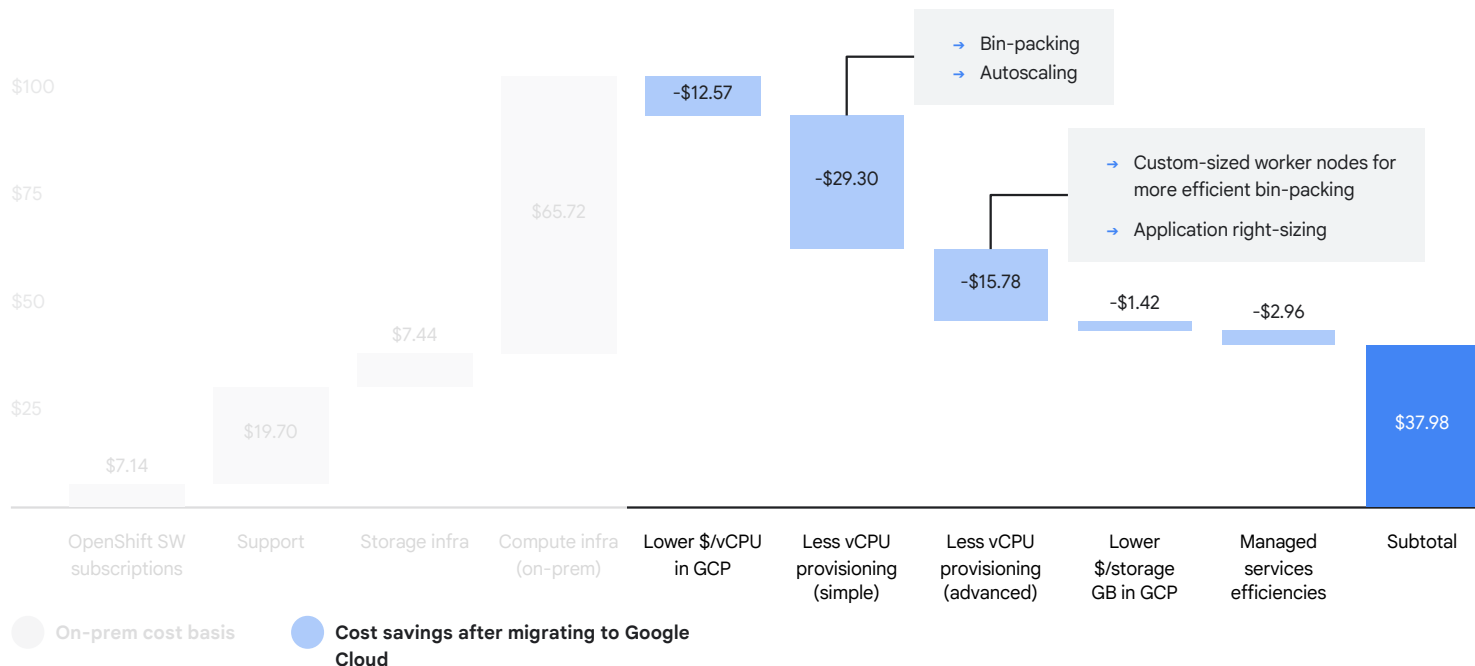 → Bin-packing
→ Autoscaling
→ Custom-sized worker nodes for
more efficient bin-packing
→ Application right-sizing
$100
$75
$50
$25
$7.14
$19.70
$7.44
$65.72
-$12.57
-$29.30
-$15.78
-$1.42
-$2.96
$37.98
OpenShift SW
subscriptions
Support
Storage infra
Compute infra
(on-prem)
Lower $/vCPU
in GCP
Less vCPU
provisioning
(simple)
Less vCPU
provisioning
(advanced)
Lower
$/storage
GB in GCP
Managed
services
efficiencies
Subtotal
On-prem cost basis
Cost savings after migrating to Google
Cloud